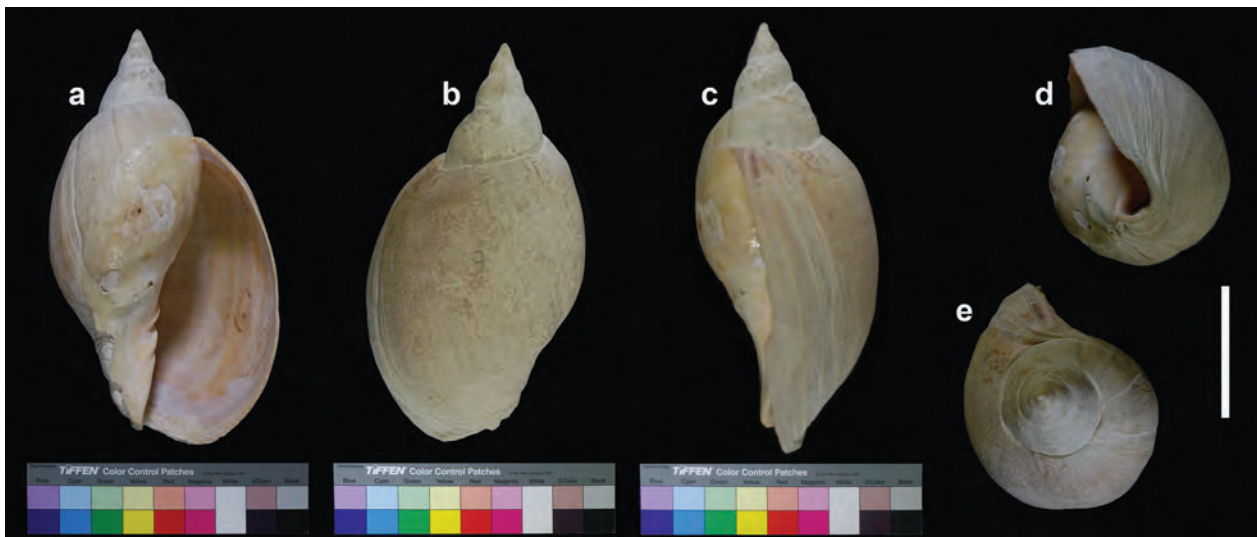 a
b
c
d
e
TIFFEN Color Control Patches
Blue Cyan Green Yellow Red Magenta White 3/Color Black
TIFFEN Color Control Patches
Blue Cyan Green Yellow Red Magenta White 3/Color Black
TIFFEN Color Control Patches
Blue Cyan Green Yellow Red Magenta White 3/Color Black